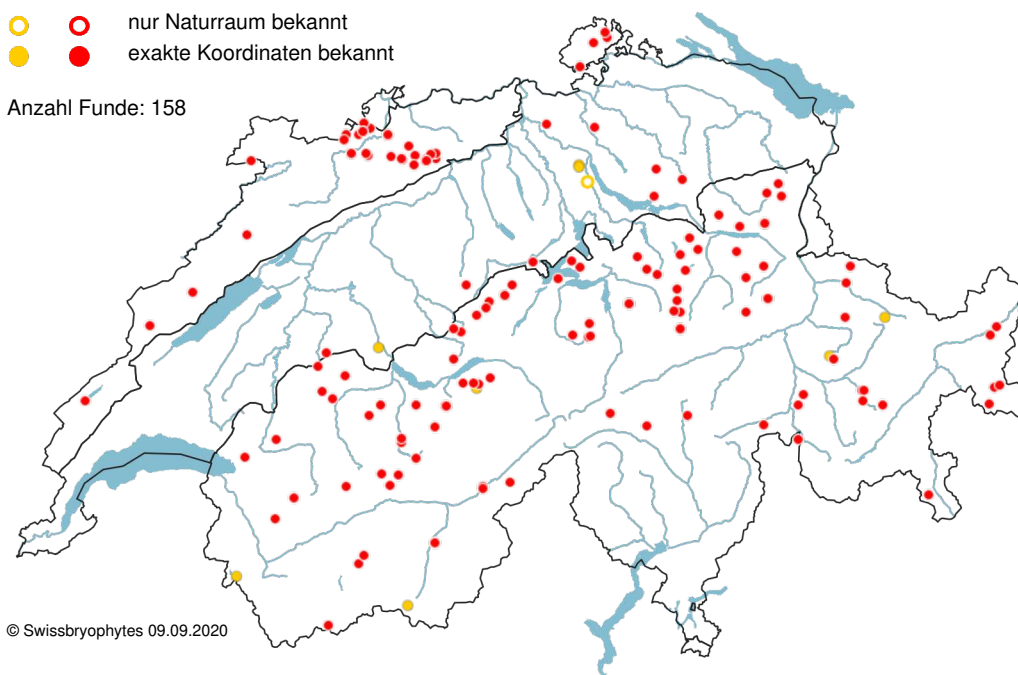 nur Naturraum bekannt
exakte Koordinaten bekannt
Anzahl Funde: 158
© Swissbryophytes 09.09.2020